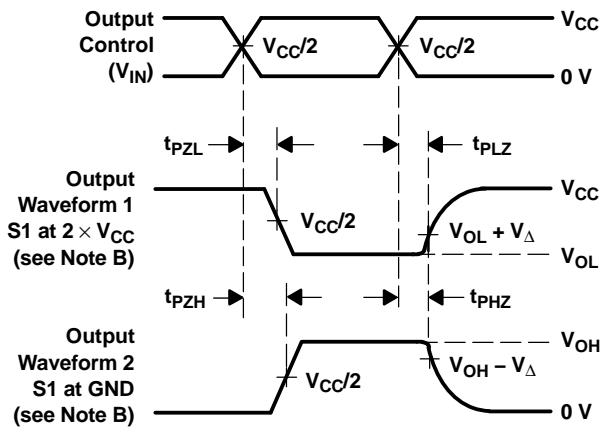 Output
Control
(VIN)
VCC/2
VCC/2
VCC
0 V
tPZL
tPLZ
Output
Waveform 1
S1 at 2 × VCC
(see Note B)
VCC/2
VCC
VOL + VΔ
VOL
tPZH
tPHZ
Output
Waveform 2
S1 at GND
(see Note B)
VCC/2
VOH
VOH − VΔ
0 V